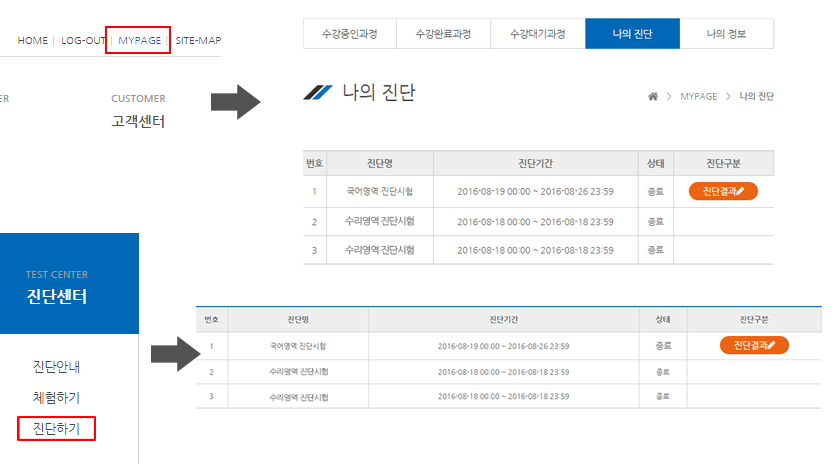 HOME | LOG-OUT | MYPAGE | SITE-MAP
ER
CUSTOMER
고객센터
수강중인과정 수강완료과정 수강대기과정 나의 진단 나의 정보
나의 진단
> MYPAGE > 나의 진단
번호 진단명 진단기간 상태 진단구분
1 국어영역 진단시험 2016-08-19 00:00 ~ 2016-08-26 23:59 종료 진단결과
2 수리영역 진단시험 2016-08-18 00:00 ~ 2016-08-18 23:59 종료
3 수리영역 진단시험 2016-08-18 00:00 ~ 2016-08-18 23:59 종료
TEST CENTER
진단센터
진단안내
체험하기
진단하기
번호 진단명 진단기간 상태 진단구분
1 국어영역 진단시험 2016-08-19 00:00 ~ 2016-08-26 23:59 종료 진단결과
2 수리영역 진단시험 2016-08-18 00:00 ~ 2016-08-18 23:59 종료
3 수리영역 진단시험 2016-08-18 00:00 ~ 2016-08-18 23:59 종료